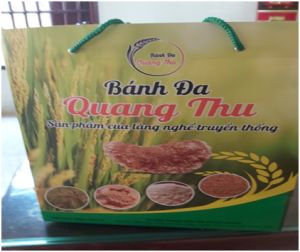 Bánh Đa
Quang Thu
Bánh Đa
Quang Thu
Sản phẩm của làng nghề truyền thống